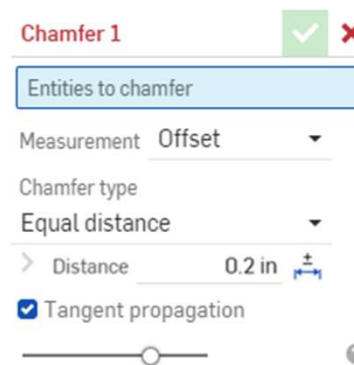 Chamfer 1
Entities to chamfer
Measurement Offset
Chamfer type
Equal distance
Distance 0.2 in
Tangent propagation